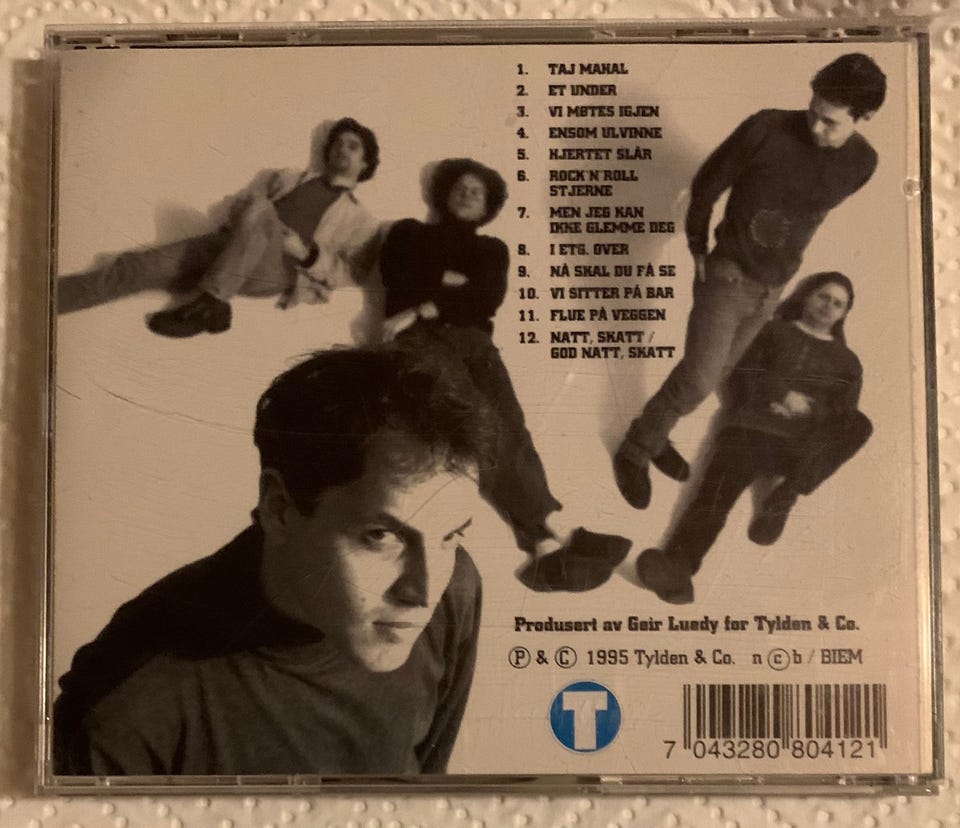 1. TAJ MAHAL
2. ET UNDER
3. VI MØTES IGJEN
4. ENSOM ULVINNE
5. HJERTET SLÅR
6. ROCK'N'ROLL
STJERNE
7. MEN JEG KAN
IKKE GLEMME DEG
8. I ETG. OVER
9. NÅ SKAL DU FÅ SE
10. VI SITTER PÅ BAR
11. FLUE PÅ VEGGEN
12. NATT, SKATT /
GOD NATT, SKATT
Produsert av Geir Luedy for Tylden & Co.
Ⓟ & © 1995 Tylden & Co. n©b / BIEM
T
7 043280 804121